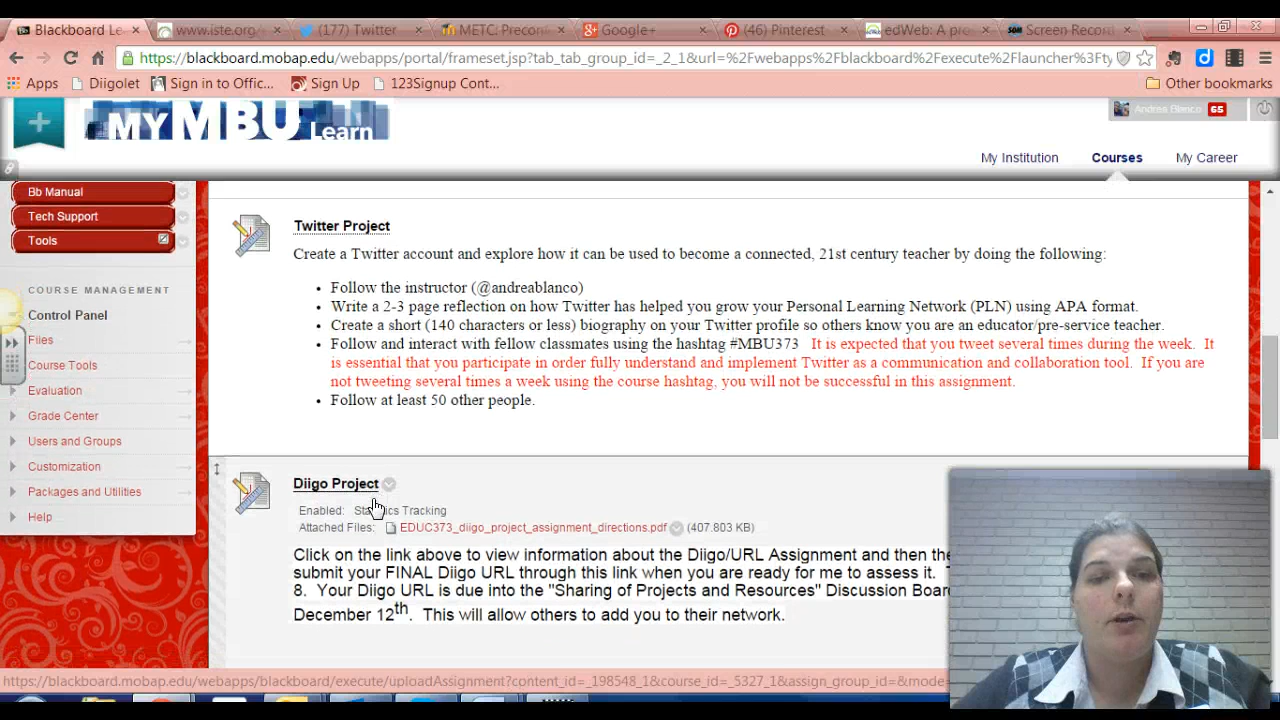 Blackboard Le
www.iste.org/
(177) Twitter
METC: Precon
Google+
(46) Pinterest
edWeb: A pro
Screen Record
https://blackboard.mobap.edu/webapps/portal/frameset.jsp?tab_tab_group_id=_2_1&url=%2Fwebapps%2Fblackboard%2Fexecute%2Flauncher%3Fty
Apps
Diigolet
Sign in to Offic...
Sign Up
123Signup Cont...
Other bookmarks
MYMBU Learn
Andrea Blanco 65
My Institution
Courses
My Career
Bb Manual
Tech Support
Tools
COURSE MANAGEMENT
Control Panel
Files
Course Tools
Evaluation
Grade Center
Users and Groups
Customization
Packages and Utilities
Help
Twitter Project
Create a Twitter account and explore how it can be used to become a connected, 21st century teacher by doing the following:
• Follow the instructor (@andreablanco)
• Write a 2-3 page reflection on how Twitter has helped you grow your Personal Learning Network (PLN) using APA format.
• Create a short (140 characters or less) biography on your Twitter profile so others know you are an educator/pre-service teacher.
• Follow and interact with fellow classmates using the hashtag #MBU373 It is expected that you tweet several times during the week. It
is essential that you participate in order fully understand and implement Twitter as a communication and collaboration tool. If you are
not tweeting several times a week using the course hashtag, you will not be successful in this assignment.
• Follow at least 50 other people.
Diigo Project
Enabled: Statistics Tracking
Attached Files: EDUC373_diigo_project_assignment_directions.pdf (407.803 KB)
Click on the link above to view information about the Diigo/URL Assignment and then the
submit your FINAL Diigo URL through this link when you are ready for me to assess it.
8. Your Diigo URL is due into the "Sharing of Projects and Resources" Discussion Boar
December 12th. This will allow others to add you to their network.
https://blackboard.mobap.edu/webapps/blackboard/execute/uploadAssignment?content_id=_198548_1&course_id=_5327_1&assign_group_id=&mode=